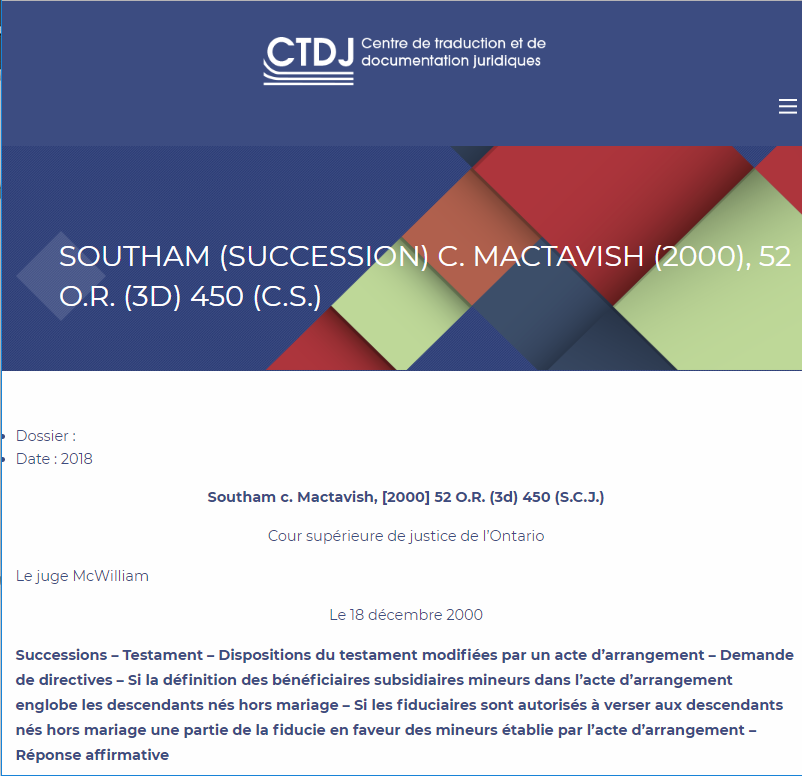 CTDJ Centre de traduction et de
documentation juridiques
SOUTHAM (SUCCESSION) C. MACTAVISH (2000), 52
O.R. (3D) 450 (C.S.)
Dossier :
Date : 2018
Southam c. Mactavish, [2000] 52 O.R. (3d) 450 (S.C.J.)
Cour supérieure de justice de l’Ontario
Le juge McWilliam
Le 18 décembre 2000
Successions – Testament – Dispositions du testament modifiées par un acte d’arrangement – Demande
de directives – Si la définition des bénéficiaires subsidiaires mineurs dans l’acte d’arrangement
englobe les descendants nés hors mariage – Si les fiduciaires sont autorisés à verser aux descendants
nés hors mariage une partie de la fiducie en faveur des mineurs établie par l’acte d’arrangement –
Réponse affirmative